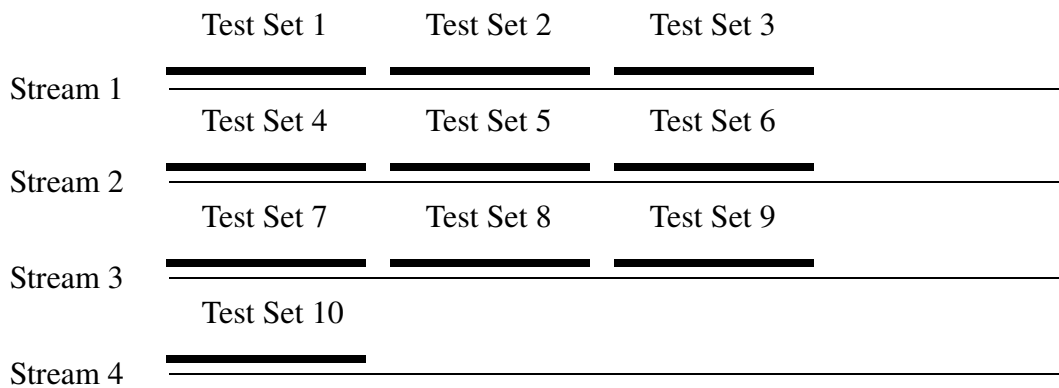 Test Set 1 Test Set 2 Test Set 3
Stream 1
Test Set 4 Test Set 5 Test Set 6
Stream 2
Test Set 7 Test Set 8 Test Set 9
Stream 3
Test Set 10
Stream 4